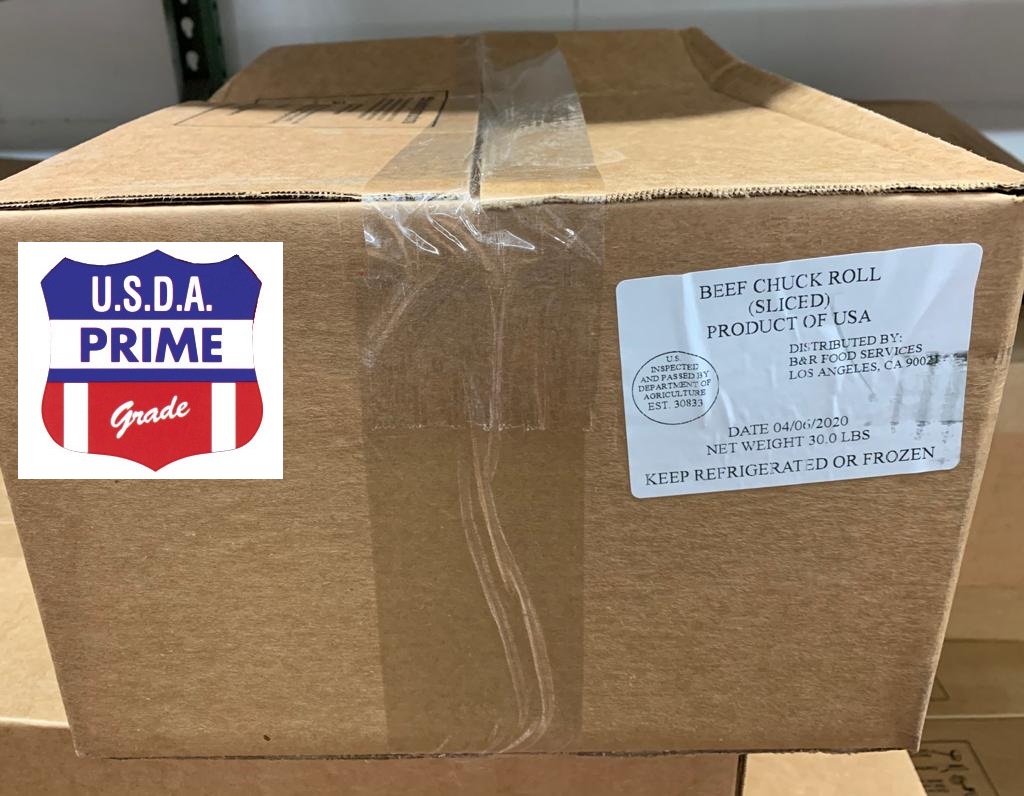 U.S.D.A.
PRIME
Grade
BEEF CHUCK ROLL
(SLICED)
PRODUCT OF USA
U.S.
INSPECTED
AND PASSED BY
DEPARTMENT OF
AGRICULTURE
EST. 30833
DISTRIBUTED BY:
B&R FOOD SERVICES
LOS ANGELES, CA 90021
DATE 04/06/2020
NET WEIGHT 30.0 LBS
KEEP REFRIGERATED OR FROZEN